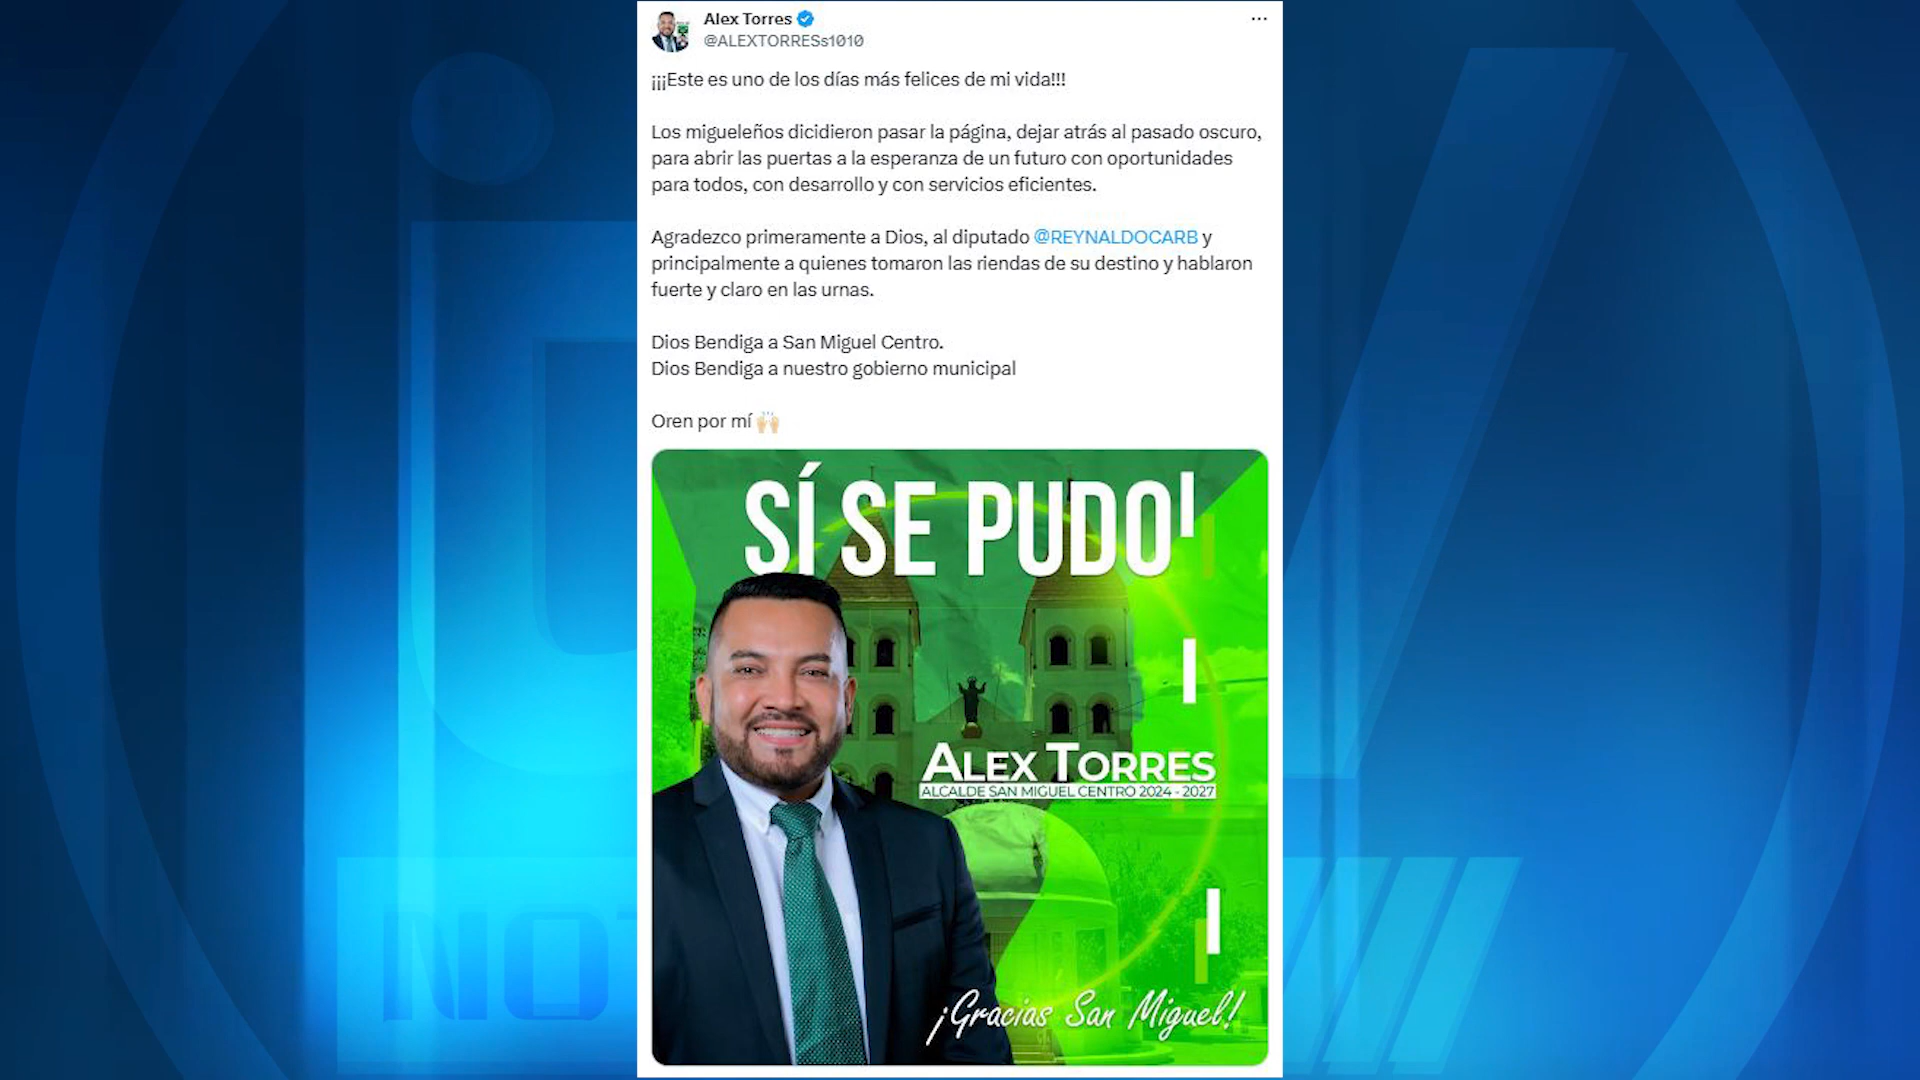 Alex Torres
@ALEXTORRESs1010
¡¡¡Este es uno de los días más felices de mi vida!!!
Los migueleños dicidieron pasar la página, dejar atrás al pasado oscuro,
para abrir las puertas a la esperanza de un futuro con oportunidades
para todos, con desarrollo y con servicios eficientes.
Agradezco primeramente a Dios, al diputado @REYNALDOCARB y
principalmente a quienes tomaron las riendas de su destino y hablaron
fuerte y claro en las urnas.
Dios Bendiga a San Miguel Centro.
Dios Bendiga a nuestro gobierno municipal
Oren por mí 🙌🏻
SÍ SE PUDO
ALEX TORRES
ALCALDE SAN MIGUEL CENTRO 2024 - 2027
¡Gracias San Miguel!